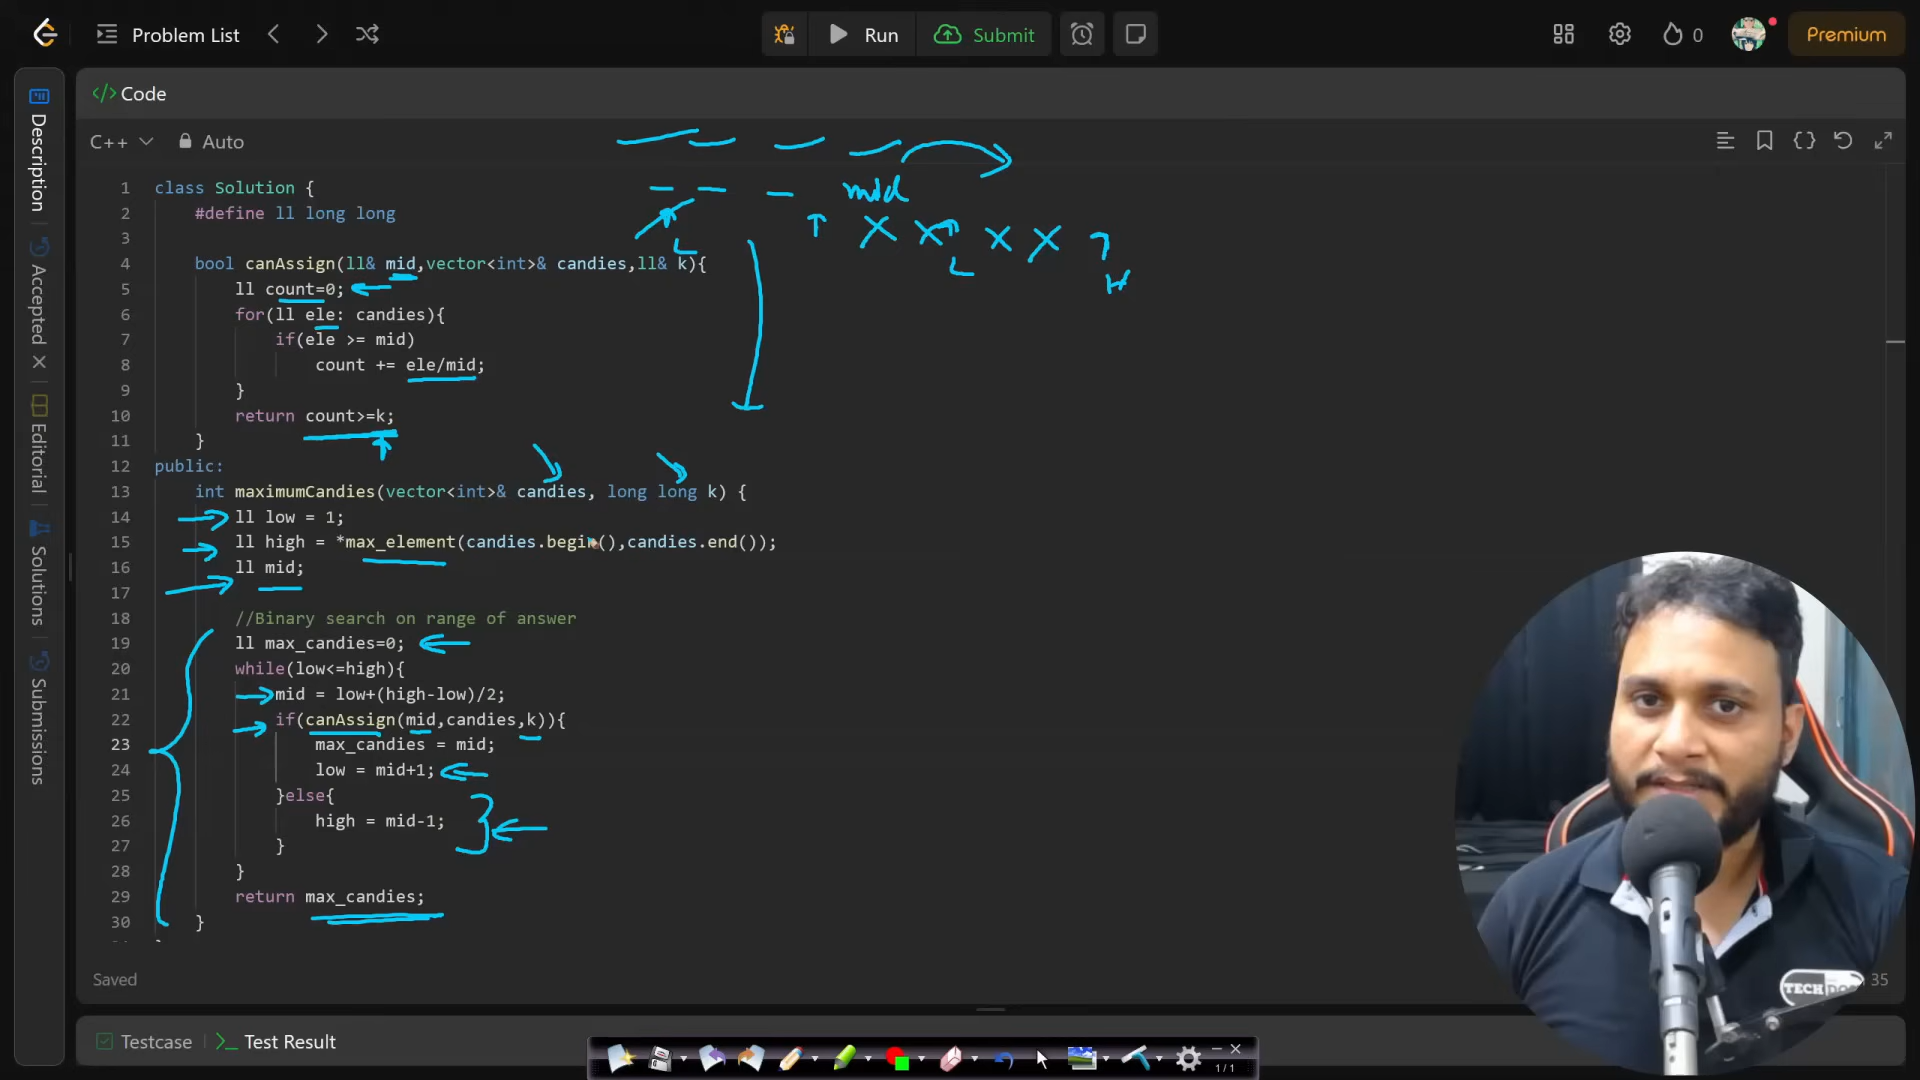 Problem List
Run
Submit
0
Premium
Description
Accepted
Editorial
Solutions
Submissions
</> Code
C++
Auto
mid
L
L
H
1 class Solution {
2 #define ll long long
3
4 bool canAssign(ll& mid,vector<int>& candies,ll& k){
5 ll count=0;
6 for(ll ele: candies){
7 if(ele >= mid)
8 count += ele/mid;
9 }
10 return count>=k;
11 }
12 public:
13 int maximumCandies(vector<int>& candies, long long k) {
14 ll low = 1;
15 ll high = *max_element(candies.begin(),candies.end());
16 ll mid;
17
18 //Binary search on range of answer
19 ll max_candies=0;
20 while(low<=high){
21 mid = low+(high-low)/2;
22 if(canAssign(mid,candies,k)){
23 max_candies = mid;
24 low = mid+1;
25 }else{
26 high = mid-1;
27 }
28 }
29 return max_candies;
30 }
Saved
35
TECH
Testcase
>_ Test Result
1/1